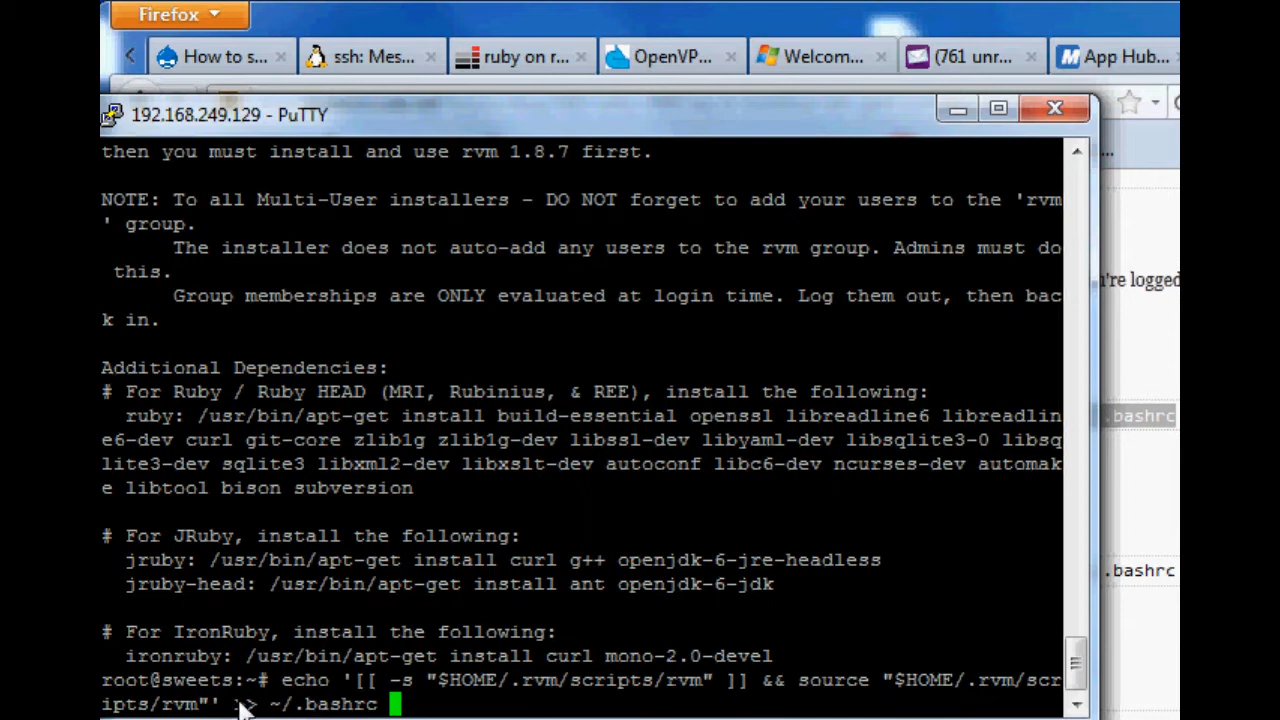 Firefox
How to s... ssh: Mes... ruby on r... OpenVP... Welcom... (761 unr... App Hub...
192.168.249.129 - PuTTY
then you must install and use rvm 1.8.7 first.
NOTE: To all Multi-User installers - DO NOT forget to add your users to the 'rvm
' group.
The installer does not auto-add any users to the rvm group. Admins must do
this.
Group memberships are ONLY evaluated at login time. Log them out, then bac
k in.
Additional Dependencies:
# For Ruby / Ruby HEAD (MRI, Rubinius, & REE), install the following:
ruby: /usr/bin/apt-get install build-essential openssl libreadline6 libreadlin
e6-dev curl git-core zlib1g zlib1g-dev libssl-dev libyaml-dev libsqlite3-0 libsq
lite3-dev sqlite3 libxml2-dev libxslt-dev autoconf libc6-dev ncurses-dev automak
e libtool bison subversion
# For JRuby, install the following:
jruby: /usr/bin/apt-get install curl g++ openjdk-6-jre-headless
jruby-head: /usr/bin/apt-get install ant openjdk-6-jdk
# For IronRuby, install the following:
ironruby: /usr/bin/apt-get install curl mono-2.0-devel
root@sweets:~# echo '[[ -s "$HOME/.rvm/scripts/rvm" ]] && source "$HOME/.rvm/scr
ipts/rvm"' >> ~/.bashrc
...
're logged
.bashrc
.bashrc